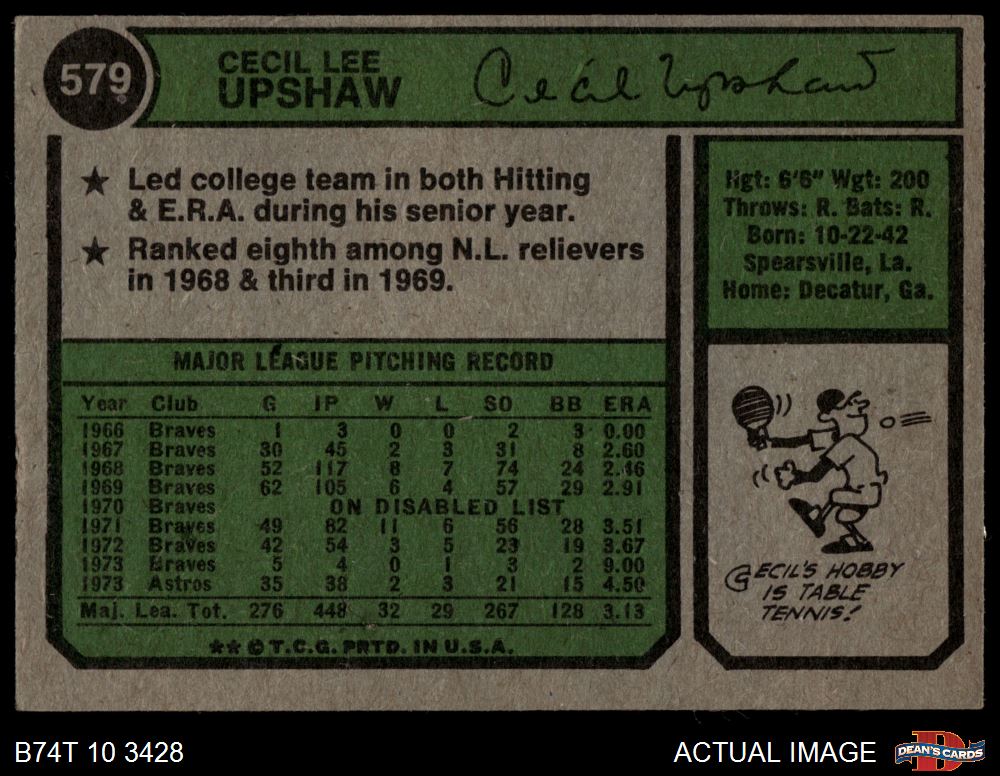 579
CECIL LEE
UPSHAW
Cecil Upshaw
★ Led college team in both Hitting
& E.R.A. during his senior year.
★ Ranked eighth among N.L. relievers
in 1968 & third in 1969.
Hgt: 6'6" Wgt: 200
Throws: R. Bats: R.
Born: 10-22-42
Spearsville, La.
Home: Decatur, Ga.
MAJOR LEAGUE PITCHING RECORD
Year Club G IP W L SO BB ERA
1966 Braves 1 3 0 0 2 3 0.00
1967 Braves 30 45 2 3 31 8 2.60
1968 Braves 52 117 8 7 74 24 2.46
1969 Braves 62 105 6 4 57 29 2.91
1970 Braves ON DISABLED LIST
1971 Braves 49 82 11 6 56 28 3.51
1972 Braves 42 54 3 5 23 19 3.67
1973 Braves 5 4 0 1 3 2 9.00
1973 Astros 35 38 2 3 21 15 4.50
Maj. Lea. Tot. 276 448 32 29 267 128 3.13
** © T.C.G. PRTD. IN U.S.A.
CECIL'S HOBBY
IS TABLE
TENNIS!
B74T 10 3428
ACTUAL IMAGE
DEAN'S CARDS